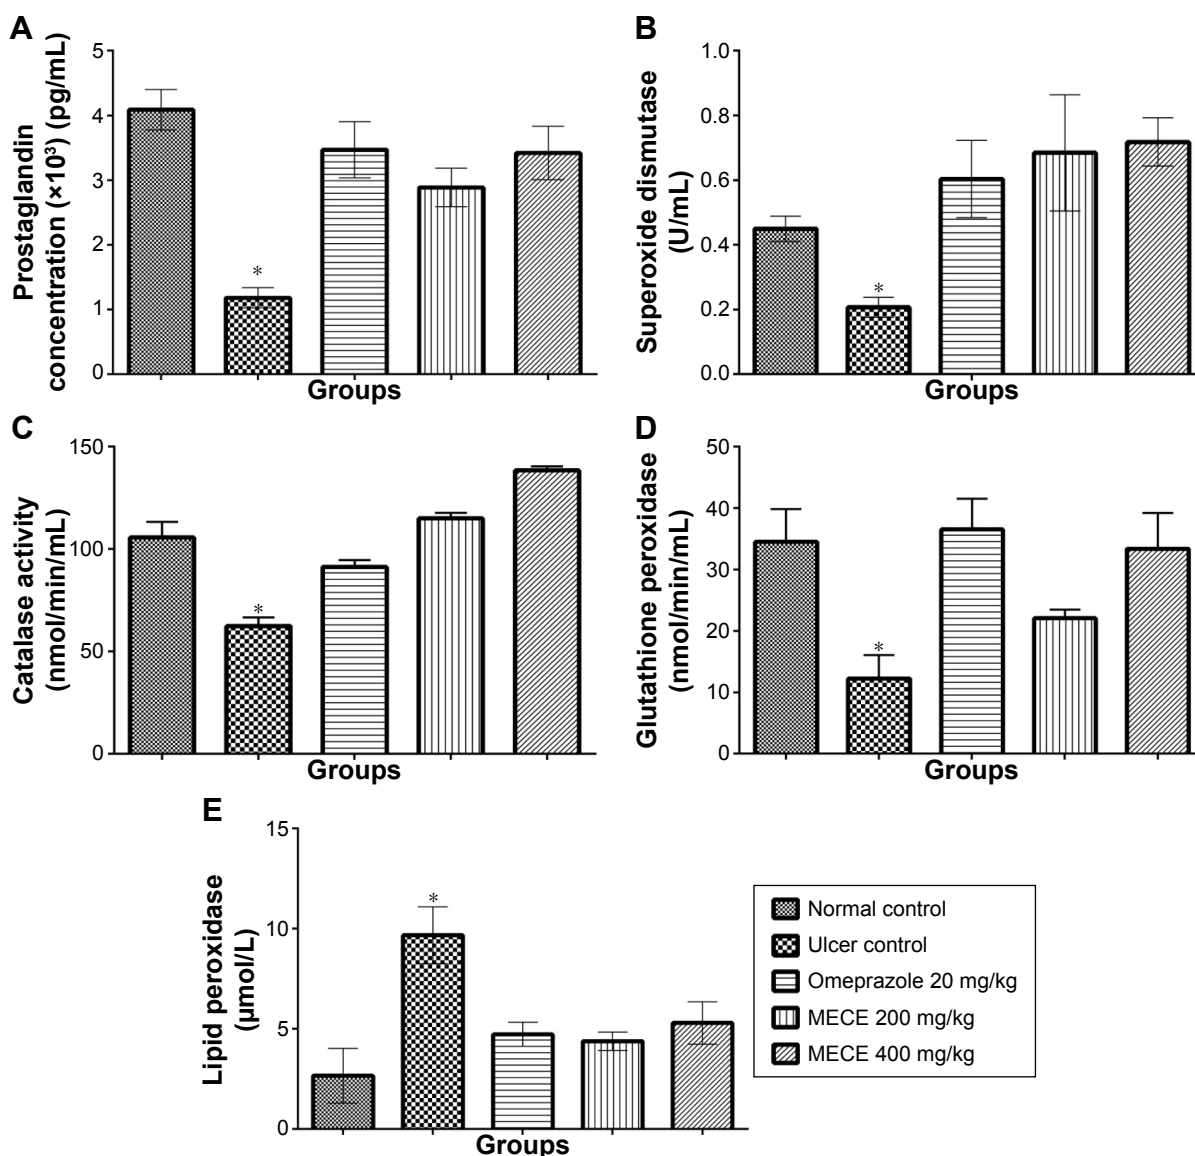 A
Prostaglandin
concentration (×10³) (pg/mL)
5
4
3
2
1
0
*
Groups
B
Superoxide dismutase
(U/mL)
1.0
0.8
0.6
0.4
0.2
0.0
*
Groups
C
Catalase activity
(nmol/min/mL)
150
100
50
0
*
Groups
D
Glutathione peroxidase
(nmol/min/mL)
50
40
30
20
10
0
*
Groups
E
Lipid peroxidase
(µmol/L)
15
10
5
0
*
Groups
Normal control
Ulcer control
Omeprazole 20 mg/kg
MECE 200 mg/kg
MECE 400 mg/kg